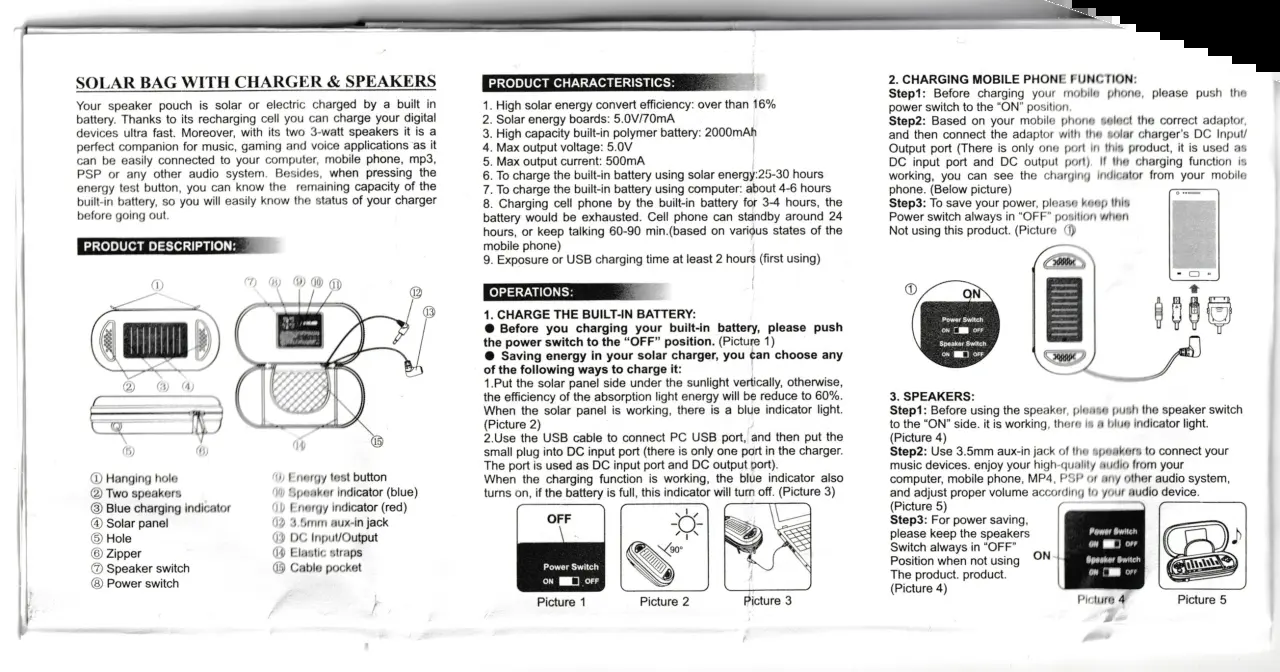 SOLAR BAG WITH CHARGER & SPEAKERS
Your speaker pouch is solar or electric charged by a built in
battery. Thanks to its recharging cell you can charge your digital
devices ultra fast. Moreover, with its two 3-watt speakers it is a
perfect companion for music, gaming and voice applications as it
can be easily connected to your computer, mobile phone, mp3,
PSP or any other audio system. Besides, when pressing the
energy test button, you can know the remaining capacity of the
built-in battery, so you will easily know the status of your charger
before going out.
PRODUCT DESCRIPTION:
① ⑦ ⑧ ⑨ ⑩ ⑪ ⑫ ⑬
② ③ ④
⑤ ⑥ ⑭ ⑮
① Hanging hole
② Two speakers
③ Blue charging indicator
④ Solar panel
⑤ Hole
⑥ Zipper
⑦ Speaker switch
⑧ Power switch
⑨ Energy test button
⑩ Speaker indicator (blue)
⑪ Energy indicator (red)
⑫ 3.5mm aux-in jack
⑬ DC Input/Output
⑭ Elastic straps
⑮ Cable pocket
PRODUCT CHARACTERISTICS:
1. High solar energy convert efficiency: over than 16%
2. Solar energy boards: 5.0V/70mA
3. High capacity built-in polymer battery: 2000mAh
4. Max output voltage: 5.0V
5. Max output current: 500mA
6. To charge the built-in battery using solar energy:25-30 hours
7. To charge the built-in battery using computer: about 4-6 hours
8. Charging cell phone by the built-in battery for 3-4 hours, the
battery would be exhausted. Cell phone can standby around 24
hours, or keep talking 60-90 min.(based on various states of the
mobile phone)
9. Exposure or USB charging time at least 2 hours (first using)
OPERATIONS:
1. CHARGE THE BUILT-IN BATTERY:
● Before you charging your built-in battery, please push
the power switch to the “OFF” position. (Picture 1)
● Saving energy in your solar charger, you can choose any
of the following ways to charge it:
1.Put the solar panel side under the sunlight vertically, otherwise,
the efficiency of the absorption light energy will be reduce to 60%.
When the solar panel is working, there is a blue indicator light.
(Picture 2)
2.Use the USB cable to connect PC USB port, and then put the
small plug into DC input port (there is only one port in the charger.
The port is used as DC input port and DC output port).
When the charging function is working, the blue indicator also
turns on, if the battery is full, this indicator will turn off. (Picture 3)
OFF
Power Switch
ON OFF
90°
Picture 1 Picture 2 Picture 3
2. CHARGING MOBILE PHONE FUNCTION:
Step1: Before charging your mobile phone, please push the
power switch to the “ON” position.
Step2: Based on your mobile phone select the correct adaptor,
and then connect the adaptor with the solar charger’s DC Input/
Output port (There is only one port in this product, it is used as
DC input port and DC output port). If the charging function is
working, you can see the charging indicator from your mobile
phone. (Below picture)
Step3: To save your power, please keep this
Power switch always in “OFF” position when
Not using this product. (Picture ①)
①
ON
Power Switch
ON OFF
Speaker Switch
ON OFF
3. SPEAKERS:
Step1: Before using the speaker, please push the speaker switch
to the “ON” side. it is working, there is a blue indicator light.
(Picture 4)
Step2: Use 3.5mm aux-in jack of the speakers to connect your
music devices. enjoy your high-quality audio from your
computer, mobile phone, MP4, PSP or any other audio system,
and adjust proper volume according to your audio device.
(Picture 5)
Step3: For power saving,
please keep the speakers
Switch always in “OFF”
Position when not using
The product. product.
(Picture 4)
ON
Power Switch
ON OFF
Speaker Switch
ON OFF
Picture 4 Picture 5